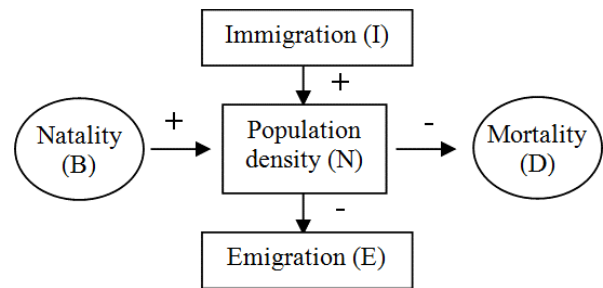 Immigration (I)
+
Natality
(B)
+
Population
density (N)
-
Mortality
(D)
-
Emigration (E)